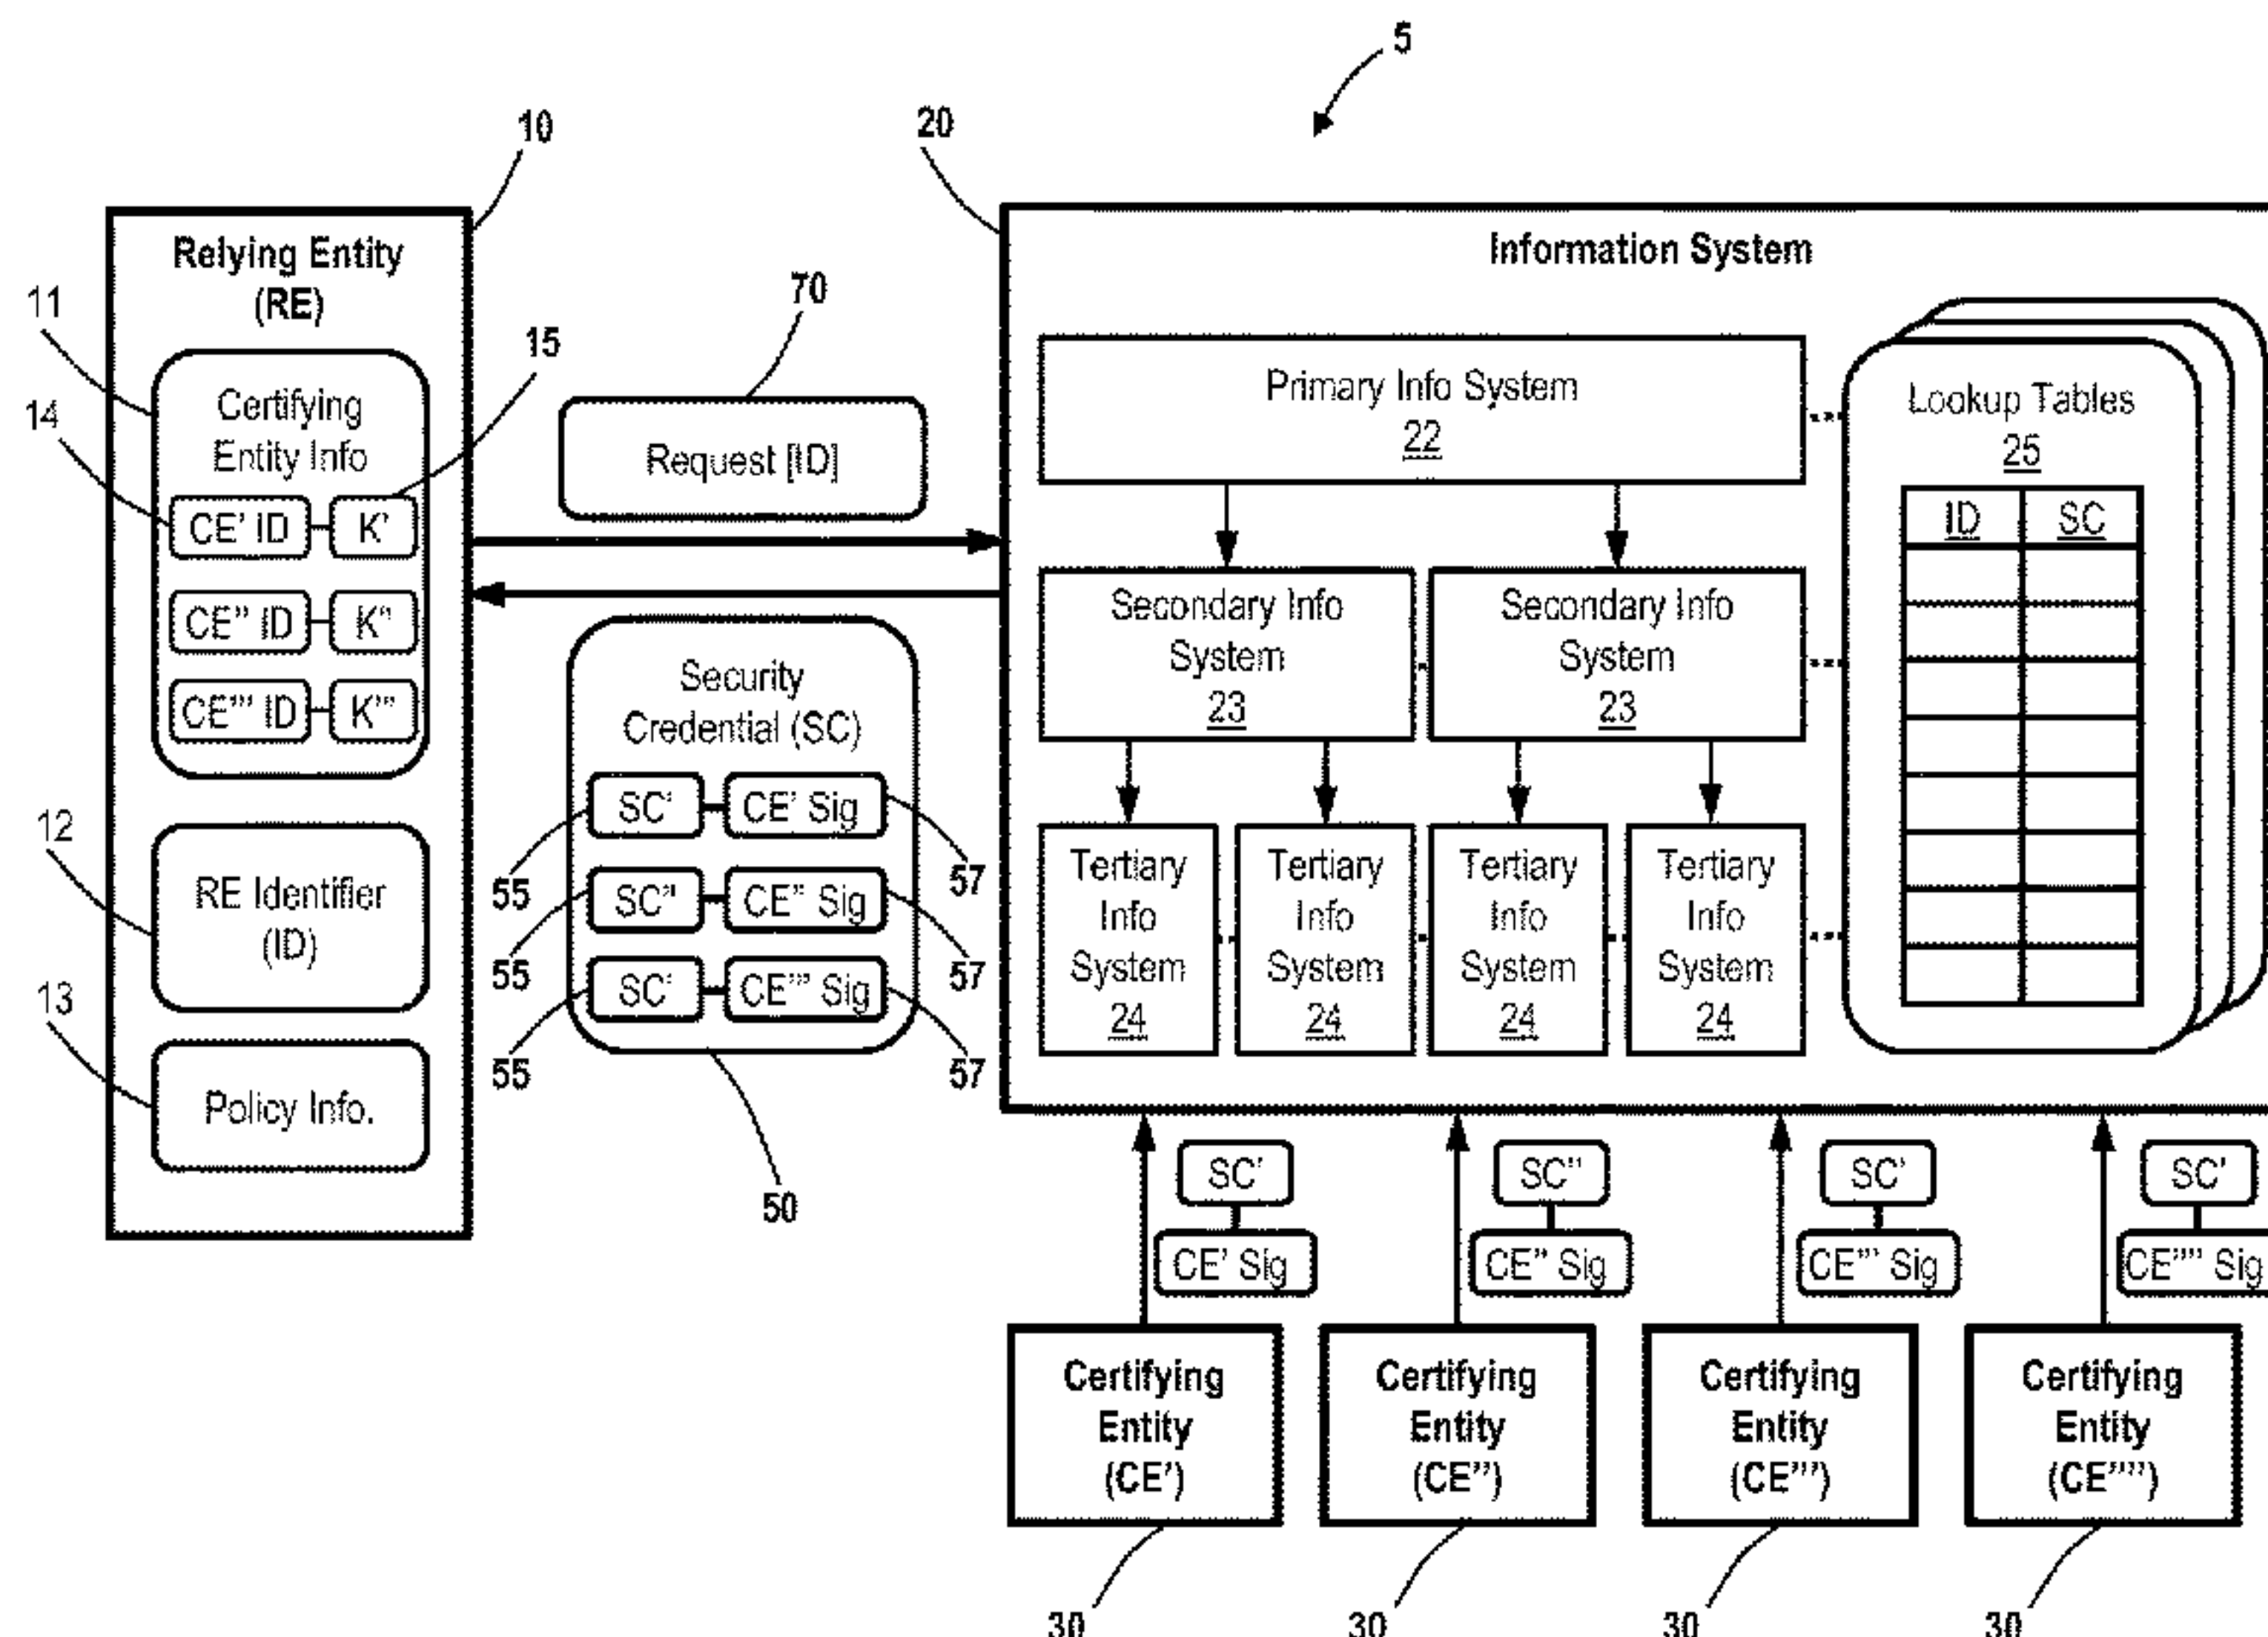 5
10
20
Relying Entity
(RE)
11
Certifying
Entity Info
14
15
CE' ID
K'
CE'' ID
K''
CE''' ID
K'''
12
RE Identifier
(ID)
13
Policy Info.
70
Request [ID]
Security
Credential (SC)
SC'
CE' Sig
55
57
SC''
CE'' Sig
55
57
SC'
CE''' Sig
55
57
50
Information System
Primary Info System
22
Secondary Info
System
23
Secondary Info
System
23
Tertiary
Info
System
24
Tertiary
Info
System
24
Tertiary
Info
System
24
Tertiary
Info
System
24
Lookup Tables
25
ID
SC
SC'
CE' Sig
SC''
CE'' Sig
SC'
CE''' Sig
SC'
CE'''' Sig
Certifying
Entity
(CE')
30
Certifying
Entity
(CE'')
30
Certifying
Entity
(CE''')
30
Certifying
Entity
(CE'''')
30